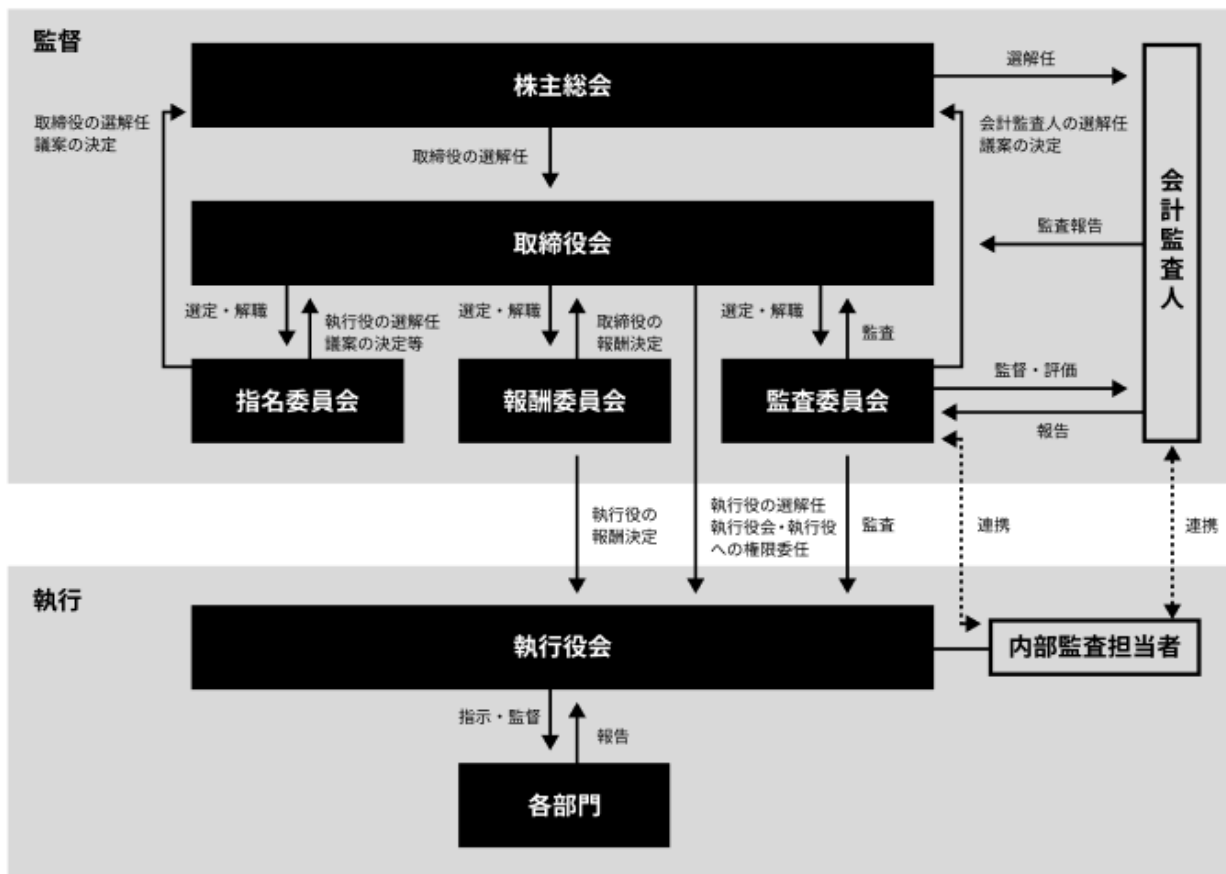 監督
株主総会
選解任
取締役の選解任
議案の決定
会計監査人の選解任
議案の決定
取締役の選解任
会計監査人
取締役会
監査報告
選定・解職
執行役の選解任
議案の決定等
選定・解職
取締役の
報酬決定
選定・解職
監査
指名委員会
報酬委員会
監査委員会
監督・評価
報告
執行役の
報酬決定
執行役の選解任
執行役会・執行役
への権限委任
監査
連携
連携
執行
執行役会
内部監査担当者
指示・監督
報告
各部門